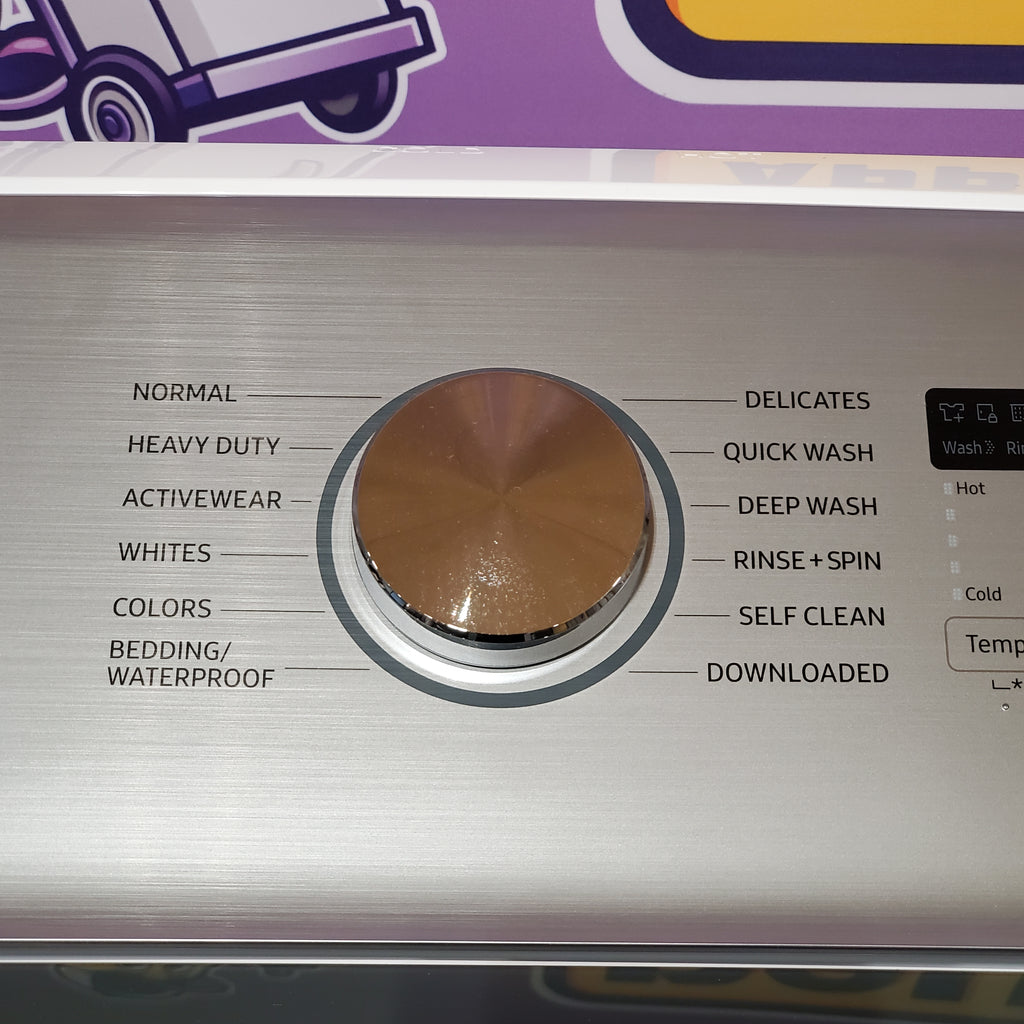 NORMAL
HEAVY DUTY
ACTIVEWEAR
WHITES
COLORS
BEDDING/
WATERPROOF
DELICATES
QUICK WASH
DEEP WASH
RINSE+SPIN
SELF CLEAN
DOWNLOADED
Wash
Hot
Cold